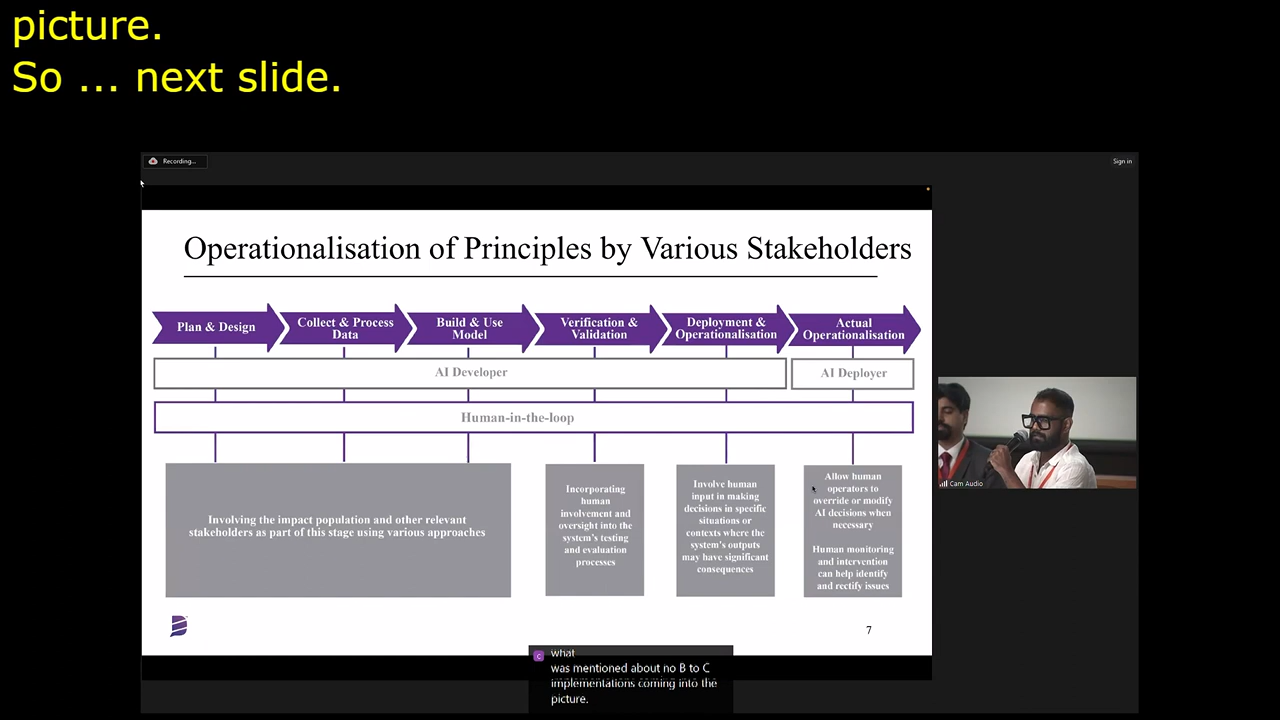 picture.
So ... next slide.
Recording...
Sign in
Operationalisation of Principles by Various Stakeholders
Plan & Design
Collect & Process
Data
Build & Use
Model
Verification &
Validation
Deployment &
Operationalisation
Actual
Operationalisation
AI Developer
AI Deployer
Human-in-the-loop
Involving the impact population and other relevant
stakeholders as part of this stage using various approaches
Incorporating
human
involvement and
oversight into the
system's testing
and evaluation
processes
Involve human
input in making
decisions in specific
situations or
contexts where the
system's outputs
may have significant
consequences
Allow human
operators to
override or modify
AI decisions when
necessary
Human monitoring
and intervention
can help identify
and rectify issues
Cam Audio
7
C
what
was mentioned about no B to C
implementations coming into the
picture.